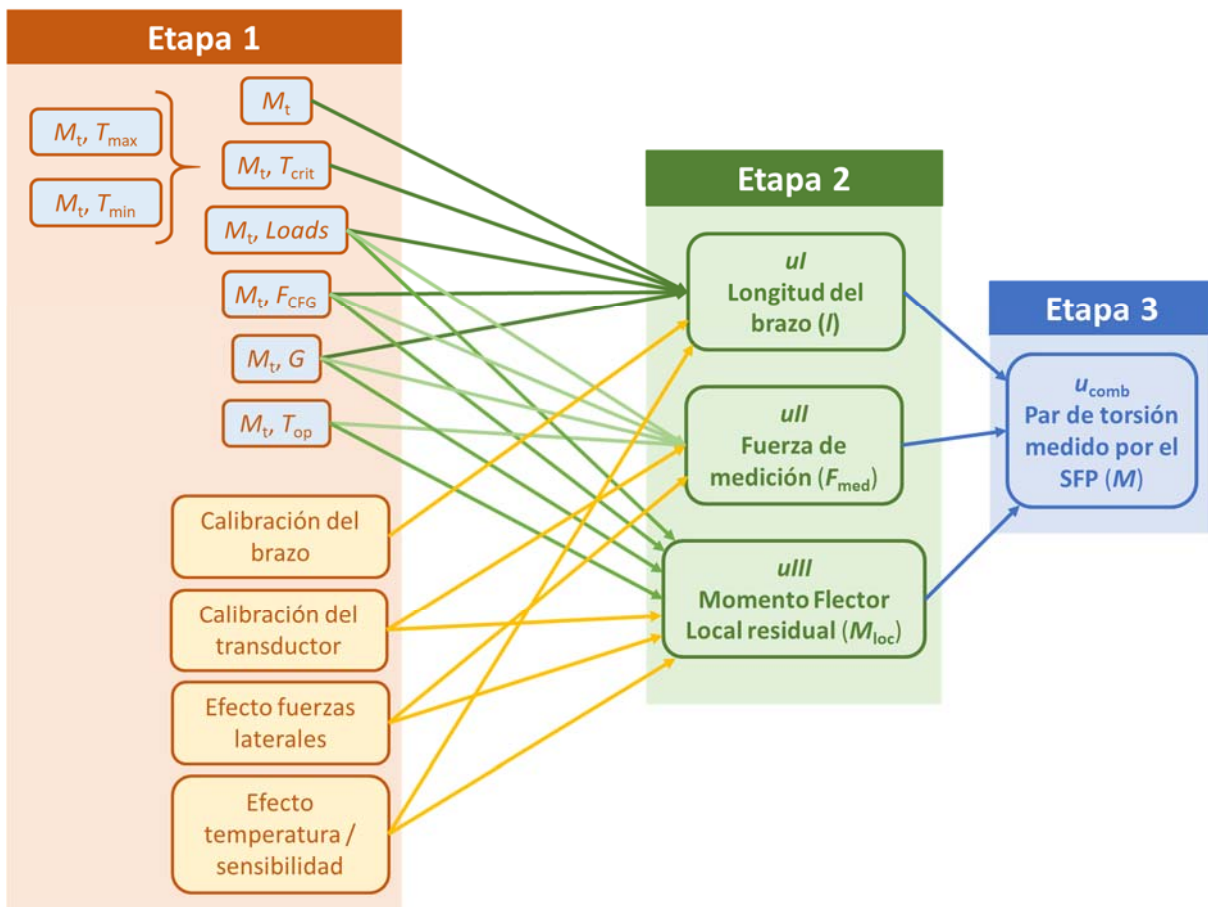 Etapa 1
Mt
Mt, Tmax
Mt, Tcrit
Mt, Tmin
Mt, Loads
Mt, FCFG
Mt, G
Mt, Top
Calibración del
brazo
Calibración del
transductor
Efecto fuerzas
laterales
Efecto
temperatura /
sensibilidad
Etapa 2
uI
Longitud del
brazo (l)
uII
Fuerza de
medición (Fmed)
uIII
Momento Flector
Local residual (Mloc)
Etapa 3
ucomb
Par de torsión
medido por el
SFP (M)